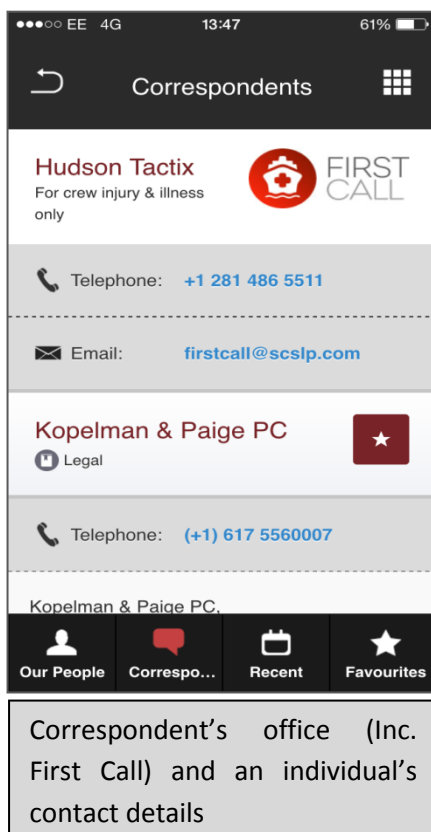 EE 4G 13:47 61%
Correspondents
Hudson Tactix
For crew injury & illness
only
FIRST
CALL
Telephone: +1 281 486 5511
Email: firstcall@scslp.com
Kopelman & Paige PC
Legal
Telephone: (+1) 617 5560007
Kopelman & Paige PC,
Our People Correspo... Recent Favourites
Correspondent's office (Inc.
First Call) and an individual's
contact details